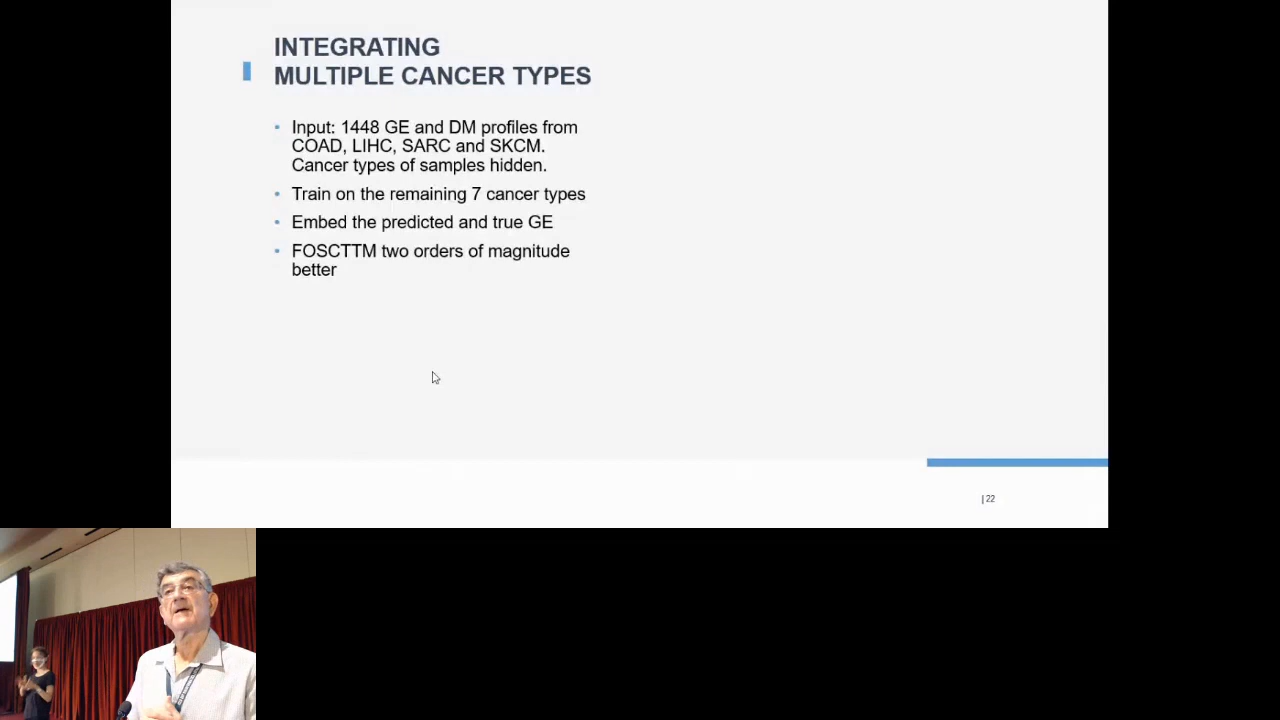 INTEGRATING
MULTIPLE CANCER TYPES
Input: 1448 GE and DM profiles from
COAD, LIHC, SARC and SKCM.
Cancer types of samples hidden.
Train on the remaining 7 cancer types
Embed the predicted and true GE
FOSCTTM two orders of magnitude
better
| 22